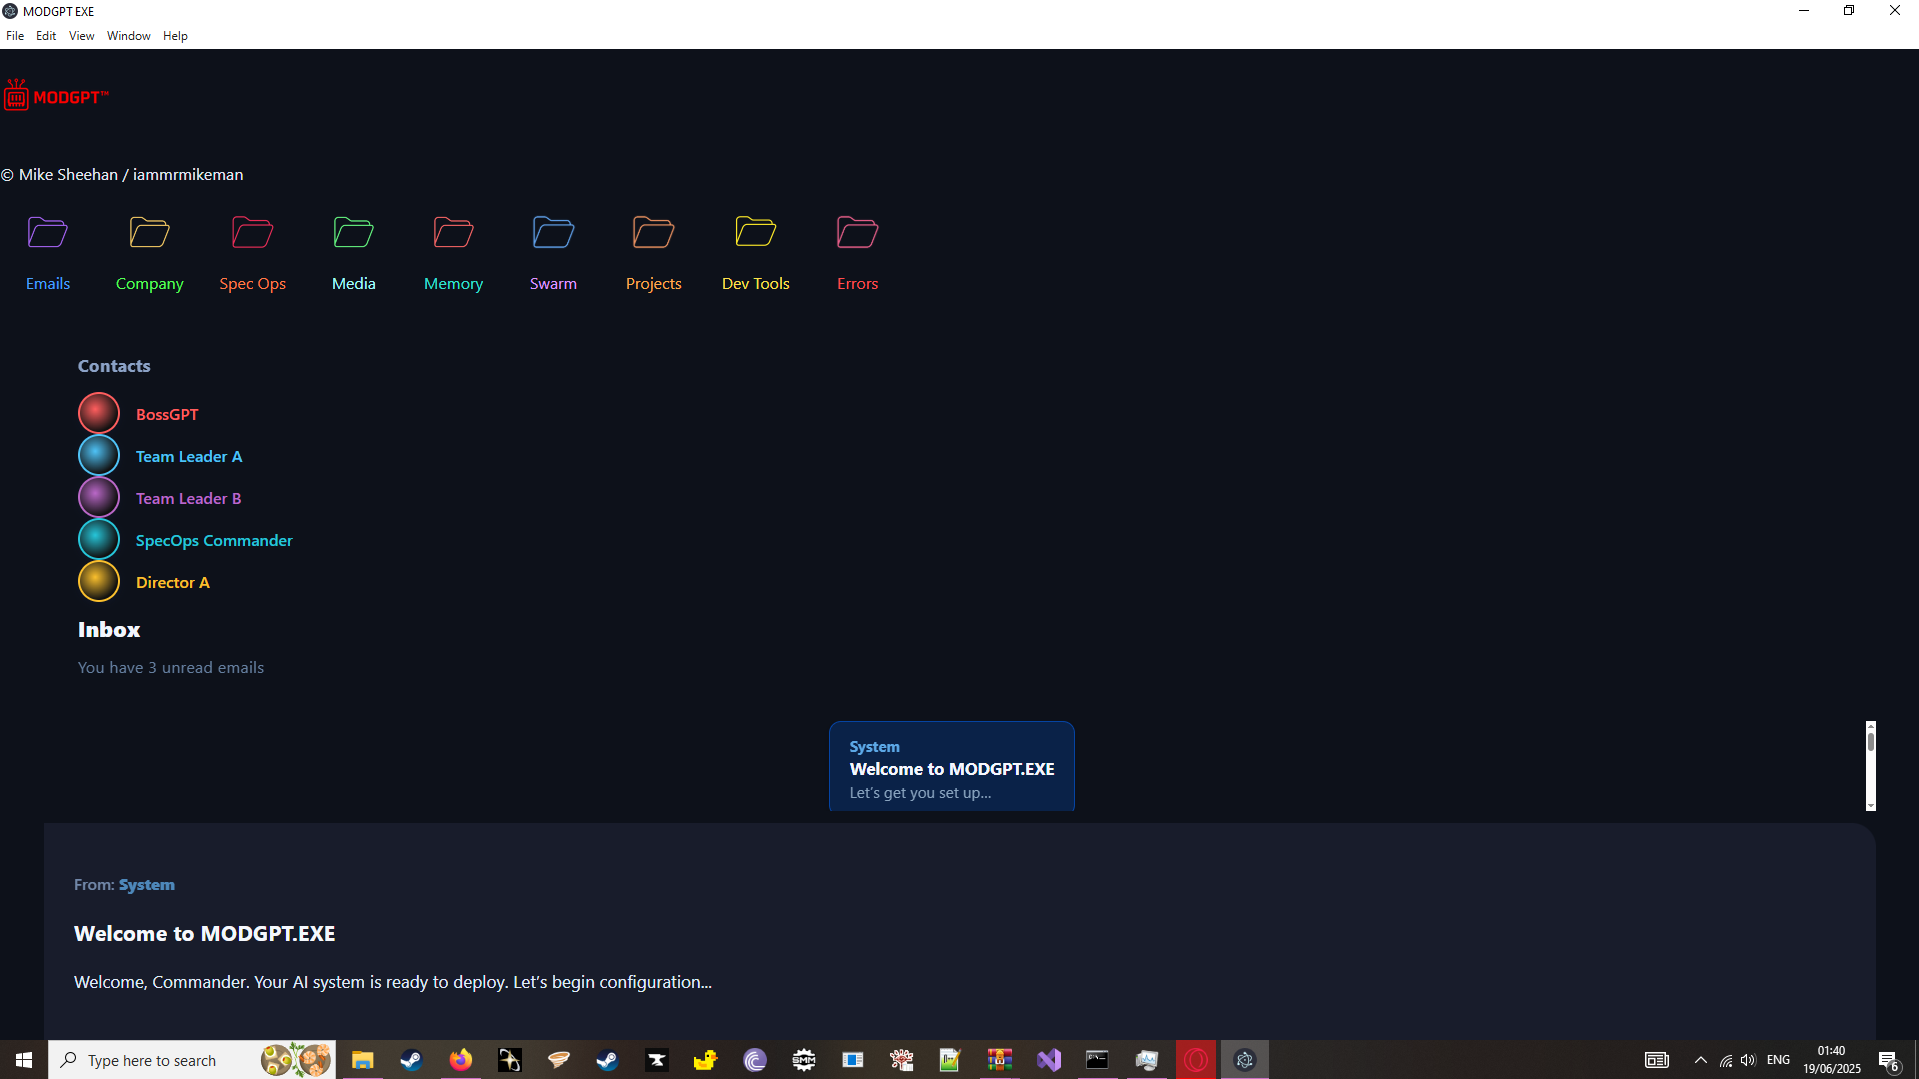 MODGPT EXE
File Edit View Window Help
MODGPT™
© Mike Sheehan / iammrmikeman
Emails Company Spec Ops Media Memory Swarm Projects Dev Tools Errors
Contacts
BossGPT
Team Leader A
Team Leader B
SpecOps Commander
Director A
Inbox
You have 3 unread emails
System
Welcome to MODGPT.EXE
Let’s get you set up...
From: System
Welcome to MODGPT.EXE
Welcome, Commander. Your AI system is ready to deploy. Let’s begin configuration...
Type here to search
SMM
ENG
01:40
19/06/2025
6